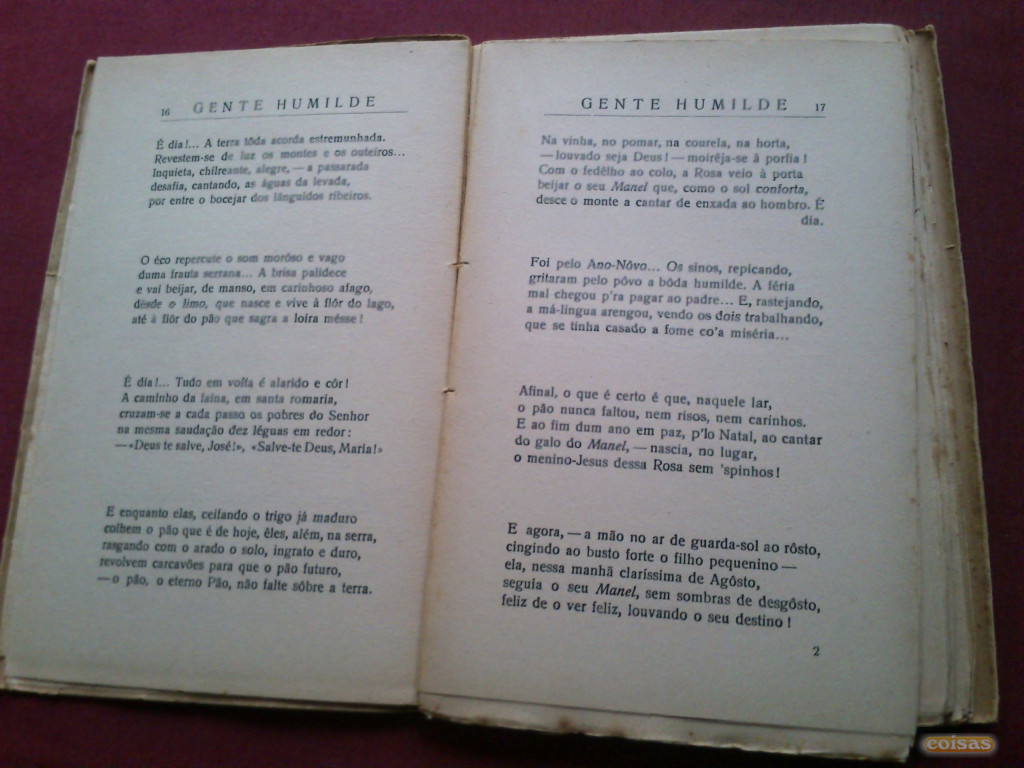 16 GENTE HUMILDE
É dia!... A terra tôda acorda estremunhada.
Revestem-se de luz os montes e os outeiros...
Inquieta, chilreante, alegre, — a passarada
desafia, cantando, as águas da levada,
por entre o bocejar dos lânguidos ribeiros.
O éco repercute o som morôso e vago
duma frauta serrana... A brisa palidece
e vai beijar, de manso, em carinhoso afago,
dêsde o limo, que nasce e vive à flôr do lago,
até à flôr do pão que sagra a loira mésse!
É dia!... Tudo em volta é alarido e côr!
A caminho da faina, em santa romaria,
cruzam-se a cada passo os pobres do Senhor
na mesma saudação dez léguas em redor:
—«Deus te salve, José!», «Salve-te Deus, Maria!»
E enquanto elas, ceifando o trigo já maduro
colhem o pão que é de hoje, êles, além, na serra,
rasgando com o arado o solo, ingrato e duro,
revolvem carcavões para que o pão futuro,
— o pão, o eterno Pão, não falte sôbre a terra.
GENTE HUMILDE 17
Na vinha, no pomar, na courela, na horta,
— louvado seja Deus! — moirêja-se à porfia!
Com o fedêlho ao colo, a Rosa veio à porta
beijar o seu Manel que, como o sol conforta,
desce o monte a cantar de enxada ao hombro. É
dia.
Foi pelo Ano-Nôvo... Os sinos, repicando,
gritaram pelo pôvo a bôda humilde. A féria
mal chegou p'ra pagar ao padre... E, rastejando,
a má-língua arengou, vendo os dois trabalhando,
que se tinha casado a fome co'a miséria...
Afinal, o que é certo é que, naquele lar,
o pão nunca faltou, nem risos, nem carinhos.
E ao fim dum ano em paz, p'lo Natal, ao cantar
do galo do Manel, — nascia, no lugar,
o menino-Jesus dessa Rosa sem 'spinhos!
E agora, — a mão no ar de guarda-sol ao rôsto,
cingindo ao busto forte o filho pequenino —
ela, nessa manhã claríssima de Agôsto,
seguia o seu Manel, sem sombras de desgôsto,
feliz de o ver feliz, louvando o seu destino!
2
coisas